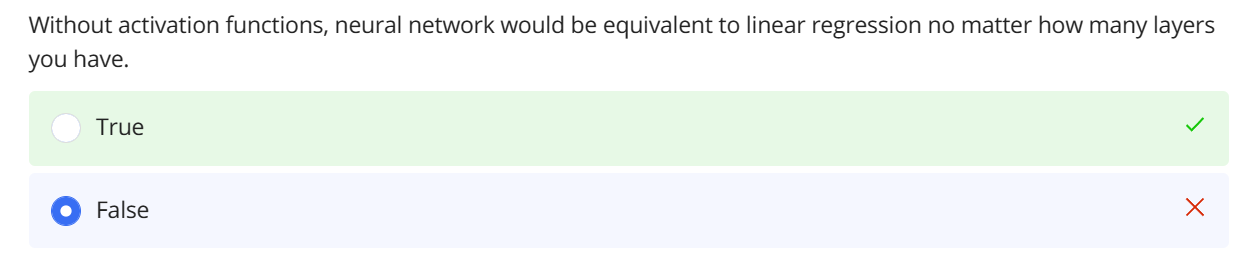 Without activation functions, neural network would be equivalent to linear regression no matter how many layers
you have.
True
False